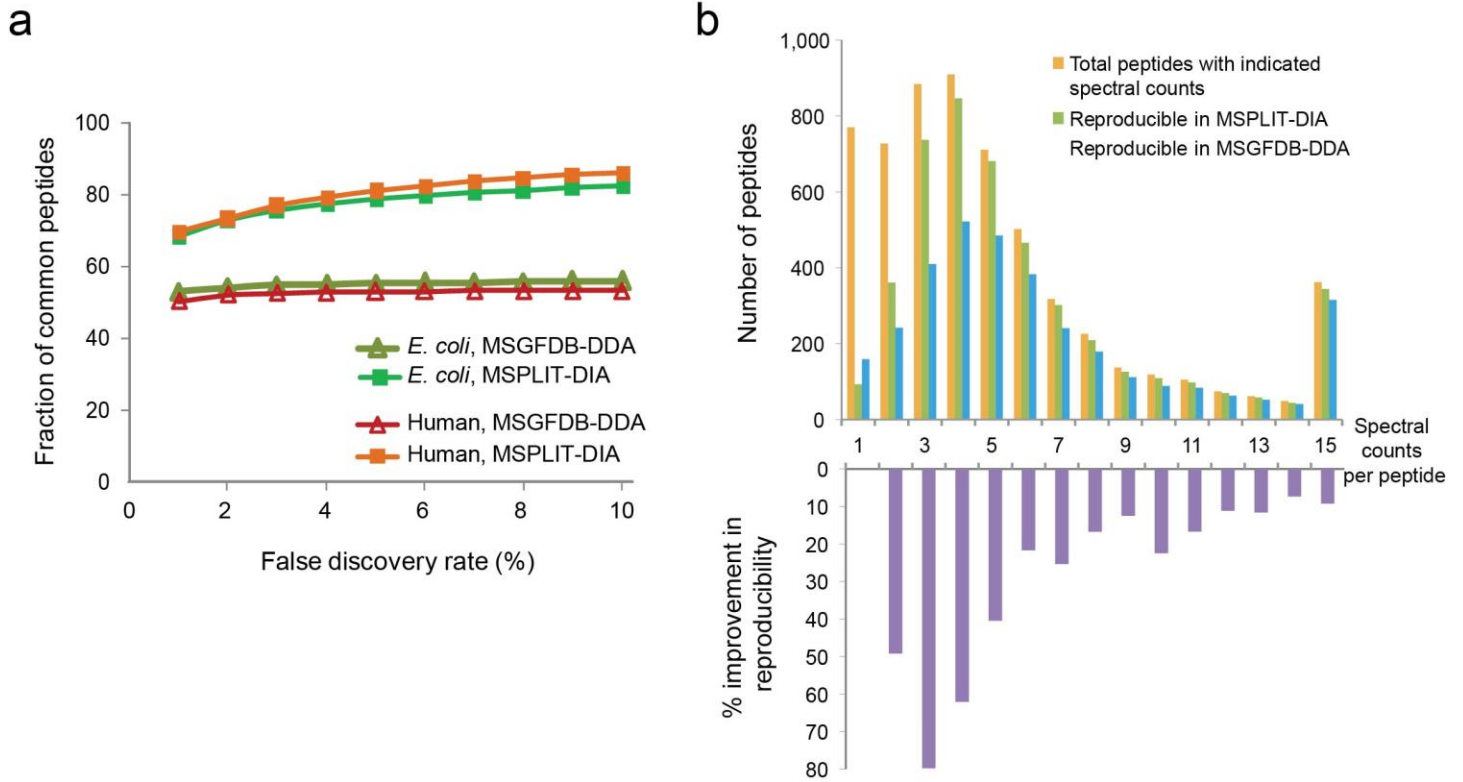 a
100
80
60
40
20
0
Fraction of common peptides
E. coli, MSGFDB-DDA
E. coli, MSPLIT-DIA
Human, MSGFDB-DDA
Human, MSPLIT-DIA
0 2 4 6 8 10
False discovery rate (%)
b
1,000
800
600
400
200
0
Number of peptides
Total peptides with indicated
spectral counts
Reproducible in MSPLIT-DIA
Reproducible in MSGFDB-DDA
1 3 5 7 9 11 13 15
Spectral
counts
per peptide
0
10
20
30
40
50
60
70
80
% improvement in
reproducibility